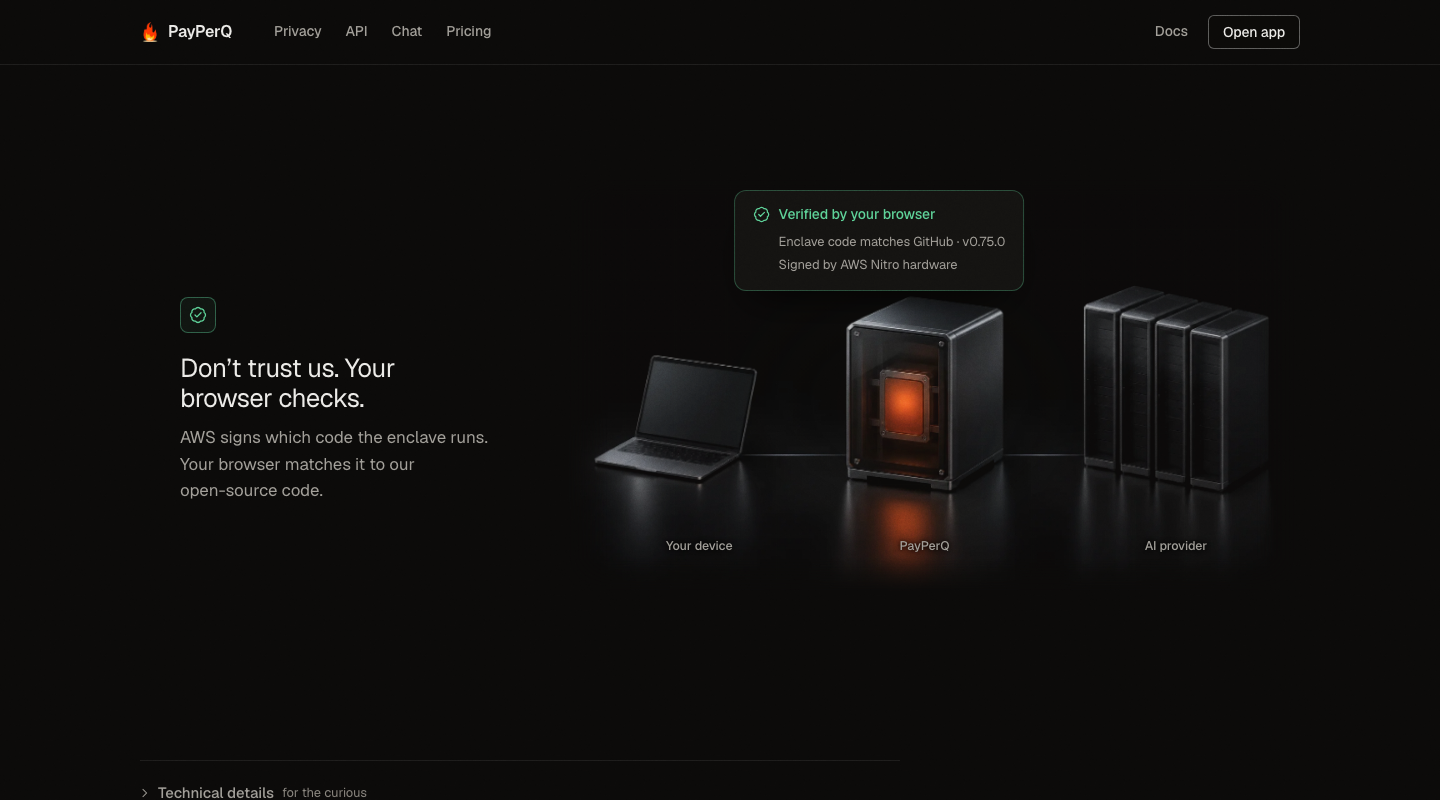 PayPerQ
Privacy
API
Chat
Pricing
Docs
Open app
Verified by your browser
Enclave code matches GitHub · v0.75.0
Signed by AWS Nitro hardware
Don’t trust us. Your
browser checks.
AWS signs which code the enclave runs.
Your browser matches it to our
open-source code.
Your device
PayPerQ
AI provider
Technical details for the curious